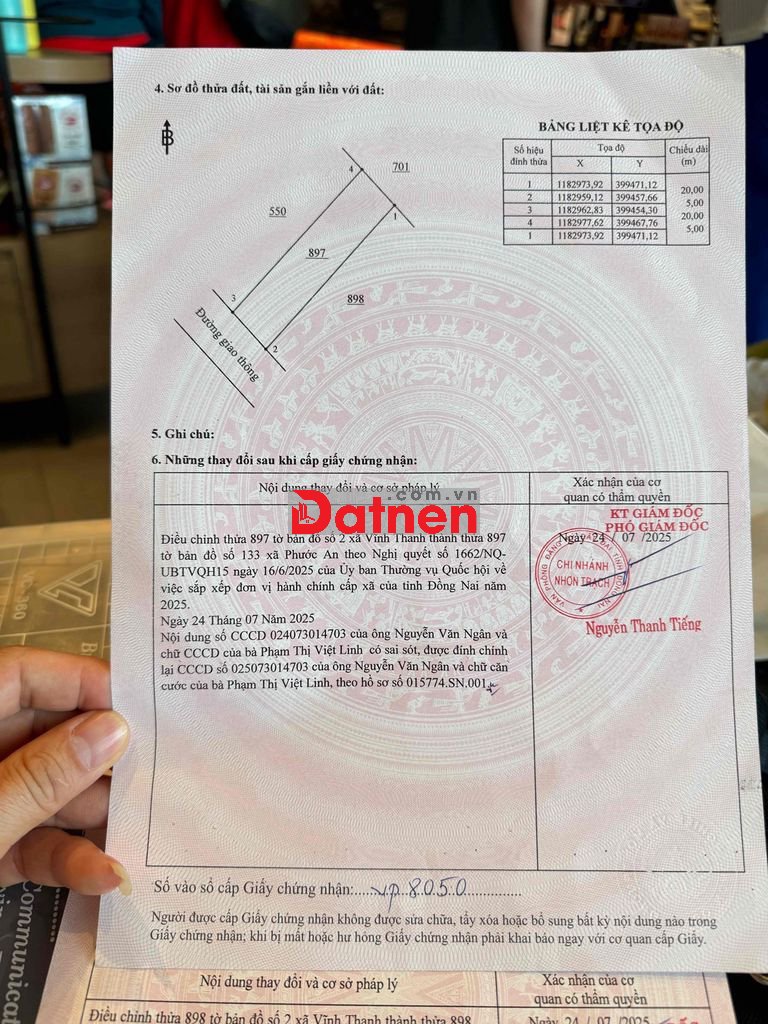 4. Sơ đồ thửa đất, tài sản gắn liền với đất:
B
BẢNG LIỆT KÊ TỌA ĐỘ
Số hiệu đỉnh thửa Tọa độ Chiều dài (m)
X Y
1 1182973,92 399471,12
20,00
2 1182959,12 399457,66
5,00
3 1182962,83 399454,30
20,00
4 1182977,62 399467,76
5,00
1 1182973,92 399471,12
4
701
550
1
897
898
3
2
Đường giao thông
5. Ghi chú:
6. Những thay đổi sau khi cấp giấy chứng nhận:
Nội dung thay đổi và cơ sở pháp lý
Xác nhận của cơ
quan có thẩm quyền
.com.vn
Datnen
Điều chỉnh thửa 897 tờ bản đồ số 2 xã Vĩnh Thanh thành thửa 897
tờ bản đồ số 133 xã Phước An theo Nghị quyết số 1662/NQ-
UBTVQH15 ngày 16/6/2025 của Ủy ban Thường vụ Quốc hội về
việc sắp xếp đơn vị hành chính cấp xã của tỉnh Đồng Nai năm
2025.
Ngày 24 Tháng 07 Năm 2025
Nội dung số CCCD 024073014703 của ông Nguyễn Văn Ngân và
chữ CCCD của bà Phạm Thị Việt Linh có sai sót, được đính chính
lại CCCD số 025073014703 của ông Nguyễn Văn Ngân và chữ căn
cước của bà Phạm Thị Việt Linh, theo hồ sơ số 015774.SN.001
KT GIÁM ĐỐC
PHÓ GIÁM ĐỐC
Ngày 24 / 07 /2025
CHI NHÁNH
NHƠN TRẠCH
Nguyễn Thanh Tiếng
Số vào sổ cấp Giấy chứng nhận:.....vp.8050...............
Người được cấp Giấy chứng nhận không được sửa chữa, tẩy xóa hoặc bổ sung bất kỳ nội dung nào trong
Giấy chứng nhận; khi bị mất hoặc hư hỏng Giấy chứng nhận phải khai báo ngay với cơ quan cấp Giấy.
Nội dung thay đổi và cơ sở pháp lý
Xác nhận của cơ
quan có thẩm quyền
Điều chỉnh thửa 898 tờ bản đồ số 2 xã Vĩnh Thanh thành thửa 898
Ngày 24 / 07 /2025